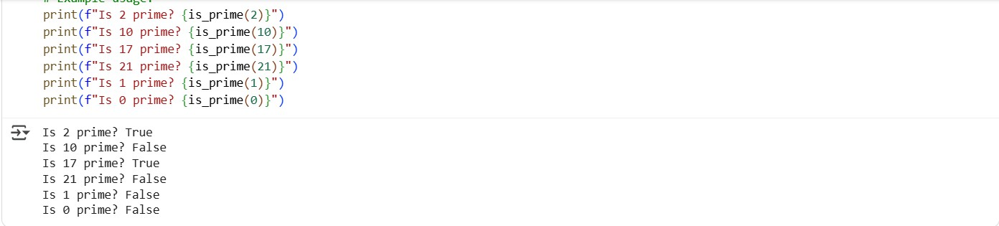 # Example usage:
print(f"Is 2 prime? {is_prime(2)}")
print(f"Is 10 prime? {is_prime(10)}")
print(f"Is 17 prime? {is_prime(17)}")
print(f"Is 21 prime? {is_prime(21)}")
print(f"Is 1 prime? {is_prime(1)}")
print(f"Is 0 prime? {is_prime(0)}")
Is 2 prime? True
Is 10 prime? False
Is 17 prime? True
Is 21 prime? False
Is 1 prime? False
Is 0 prime? False